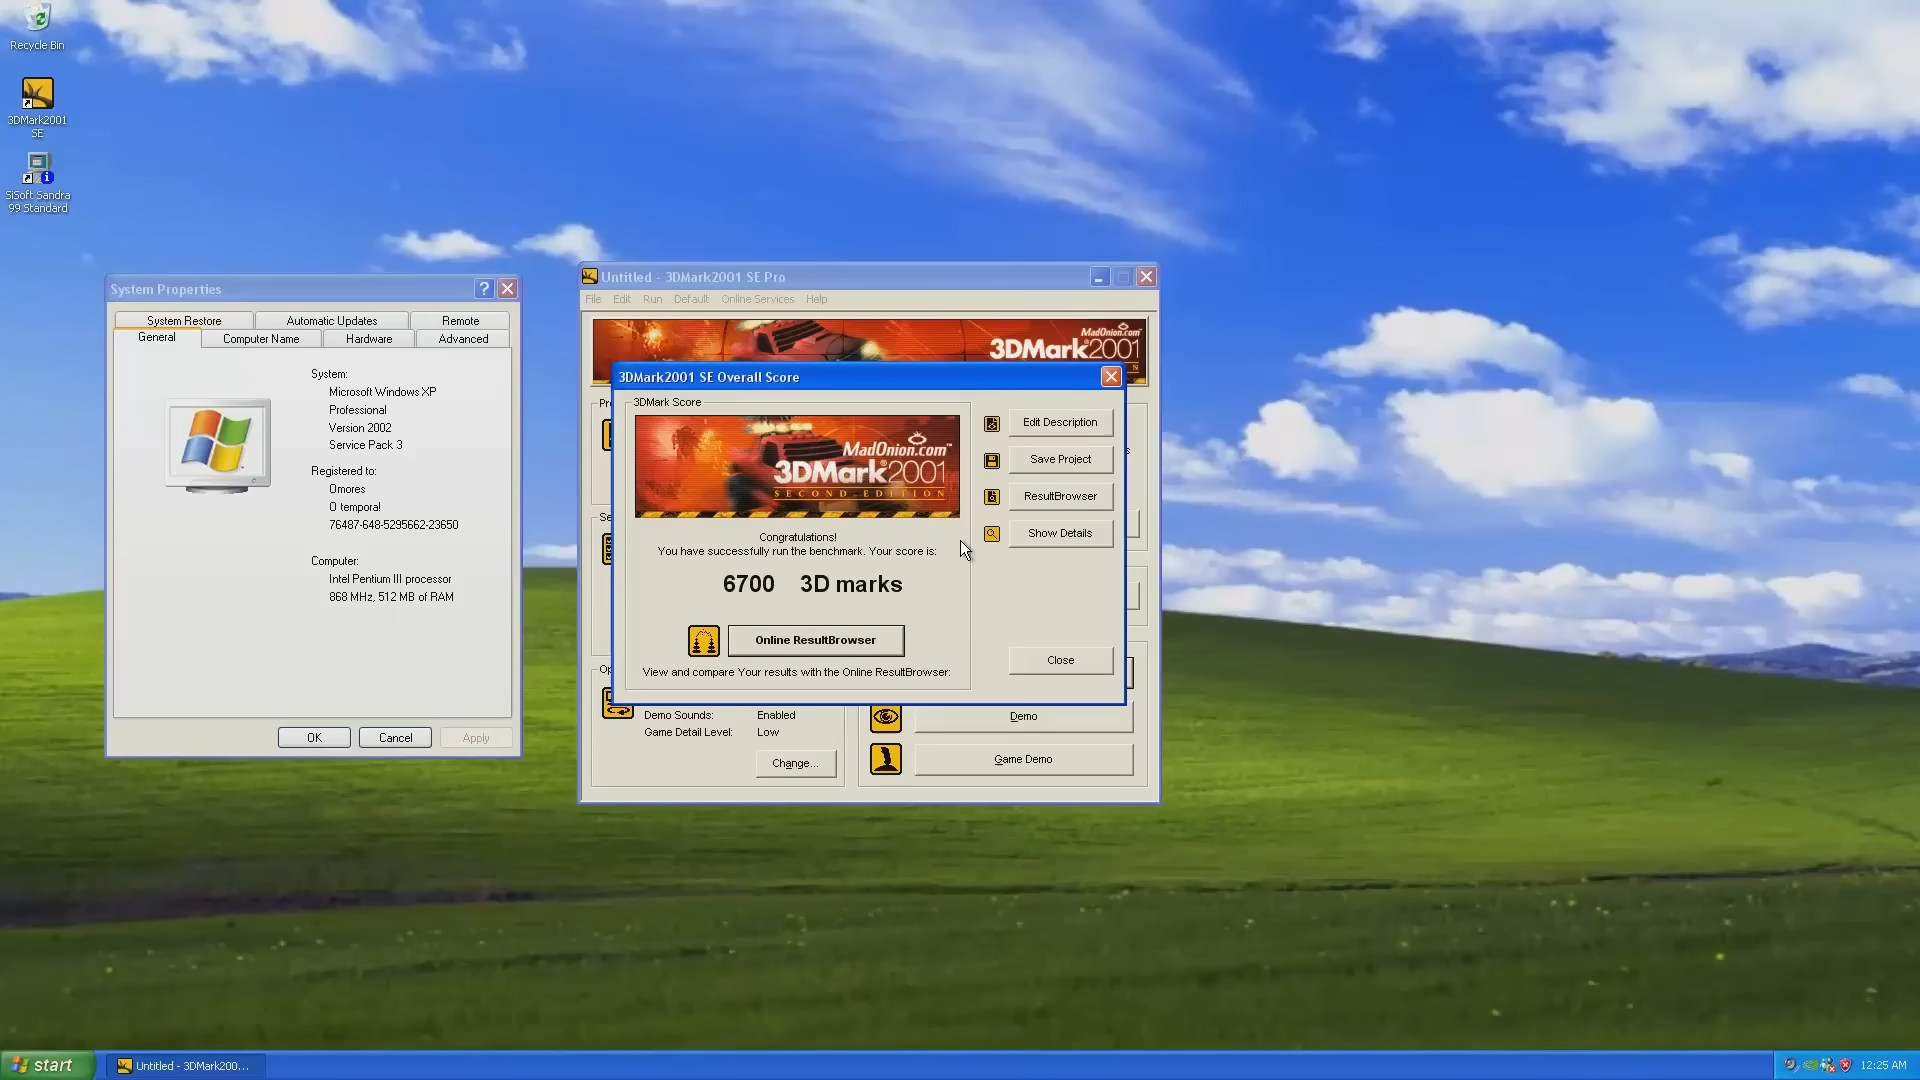 Recycle Bin
3DMark2001
SE
SiSoft Sandra
99 Standard
System Properties
System Restore
Automatic Updates
Remote
General
Computer Name
Hardware
Advanced
System:
Microsoft Windows XP
Professional
Version 2002
Service Pack 3
Registered to:
Omores
O tempora!
76487-648-5295662-23650
Computer:
Intel Pentium III processor
868 MHz, 512 MB of RAM
OK
Cancel
Apply
Untitled - 3DMark2001 SE Pro
File Edit Run Default Online Services Help
MadOnion.com
3DMark2001
3DMark2001 SE Overall Score
3DMark Score
MadOnion.com™
3DMark2001
SECOND EDITION
Congratulations!
You have successfully run the benchmark. Your score is:
6700 3D marks
Online ResultBrowser
View and compare Your results with the Online ResultBrowser:
Edit Description
Save Project
ResultBrowser
Show Details
Close
Demo Sounds: Enabled
Game Detail Level: Low
Change...
Demo
Game Demo
start
Untitled - 3DMark200...
12:25 AM